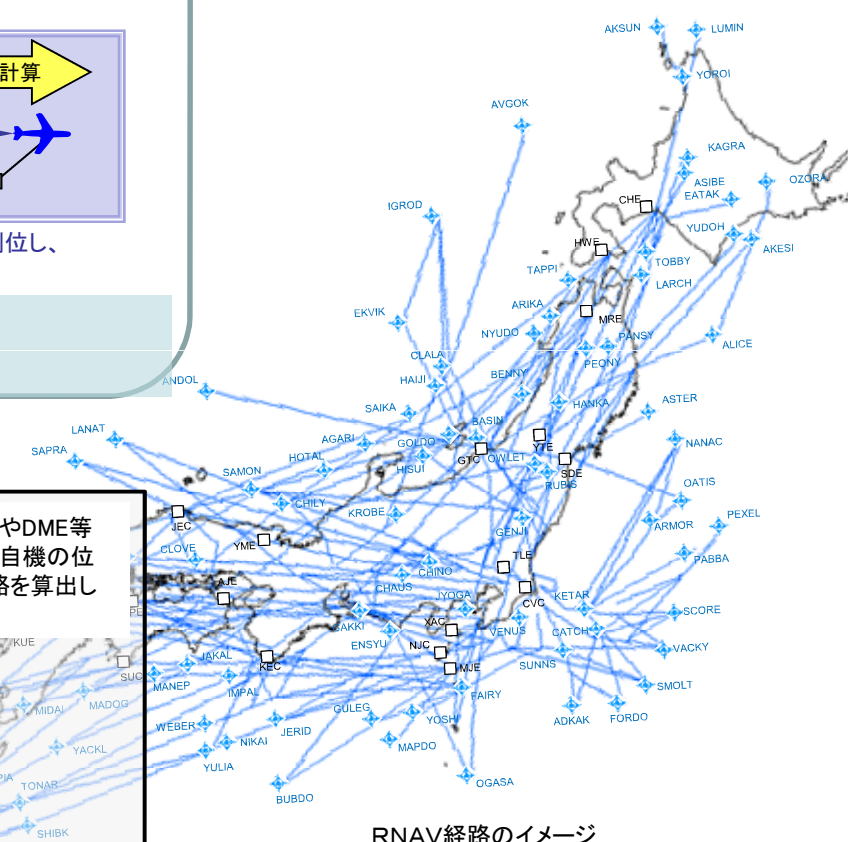 計算
位し、
AKSUN
LUMIN
YOROI
AVGOK
KAGRA
ASIBE
OZORA
EATAK
CHE
IGROD
YUDOH
HWE
AKESI
TOBBY
TAPPI
LARCH
ARIKA
EKVIK
MRE
NYUDO
PANSY
ALICE
CLALA
PEONY
BENNY
HAIJI
ANDOL
ASTER
HANKA
SAIKA
BASIN
LANAT
AGARI
GOLDO
YTE
NANAC
SAPRA
HOTAL
GTC
OWLET
HISUI
SDE
SAMON
RUBIS
OATIS
CHILY
KROBE
ARMOR
PEXEL
JEC
やDME等
GENJI
自機の位
YME
CLOVE
TLE
PABBA
CHINO
路を算出し
AJE
CHAUS
JYOGA
CVC
KETAR
SCORE
SAKKI
XAC
VENUS
CATCH
KUE
ENSYU
NJC
VACKY
JAKAL
KEC
SUNNS
SUC
MJE
MANEP
IMPAL
SMOLT
MIDAI
MADOG
FAIRY
GULEG
YOSHI
ADKAK
FORDO
WEBER
JERID
NIKAI
MAPDO
YACKL
YULIA
TONAR
OGASA
BUBDO
SHIBK
RNAV経路のイメージ